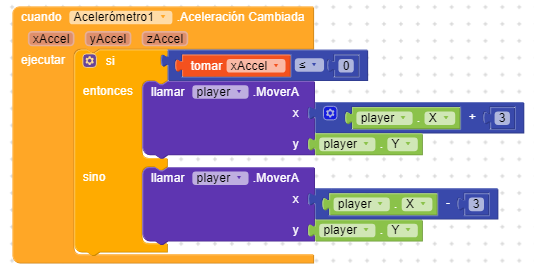 cuando Acelerómetro1 .Aceleración Cambiada
xAccel yAccel zAccel
ejecutar si tomar xAccel ≤ 0
entonces llamar player .MoverA
x player . X + 3
y player . Y
sino llamar player .MoverA
x player . X - 3
y player . Y